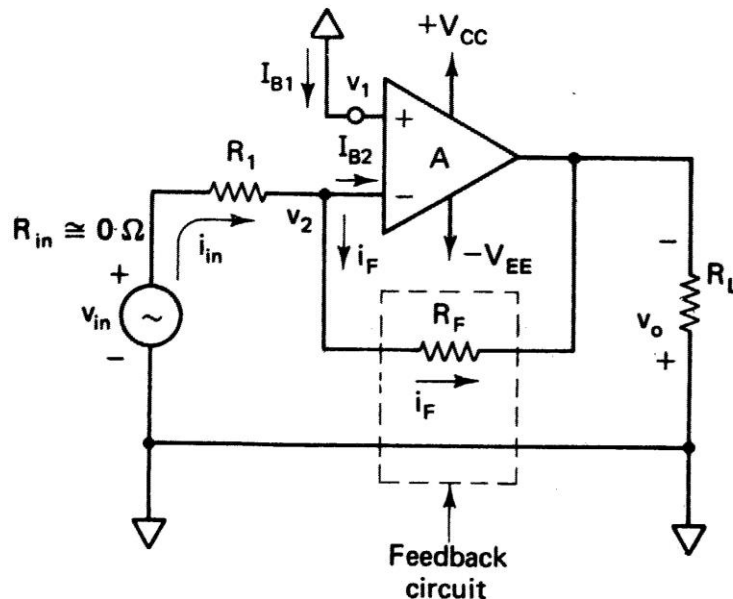 +V_CC
I_B1
v_1
+
R_1
I_B2
A
−
R_in ≅ 0 Ω
v_2
i_in
i_F
−V_EE
−
+
R_F
R_L
v_in
~
v_o
−
i_F
+
Feedback
circuit